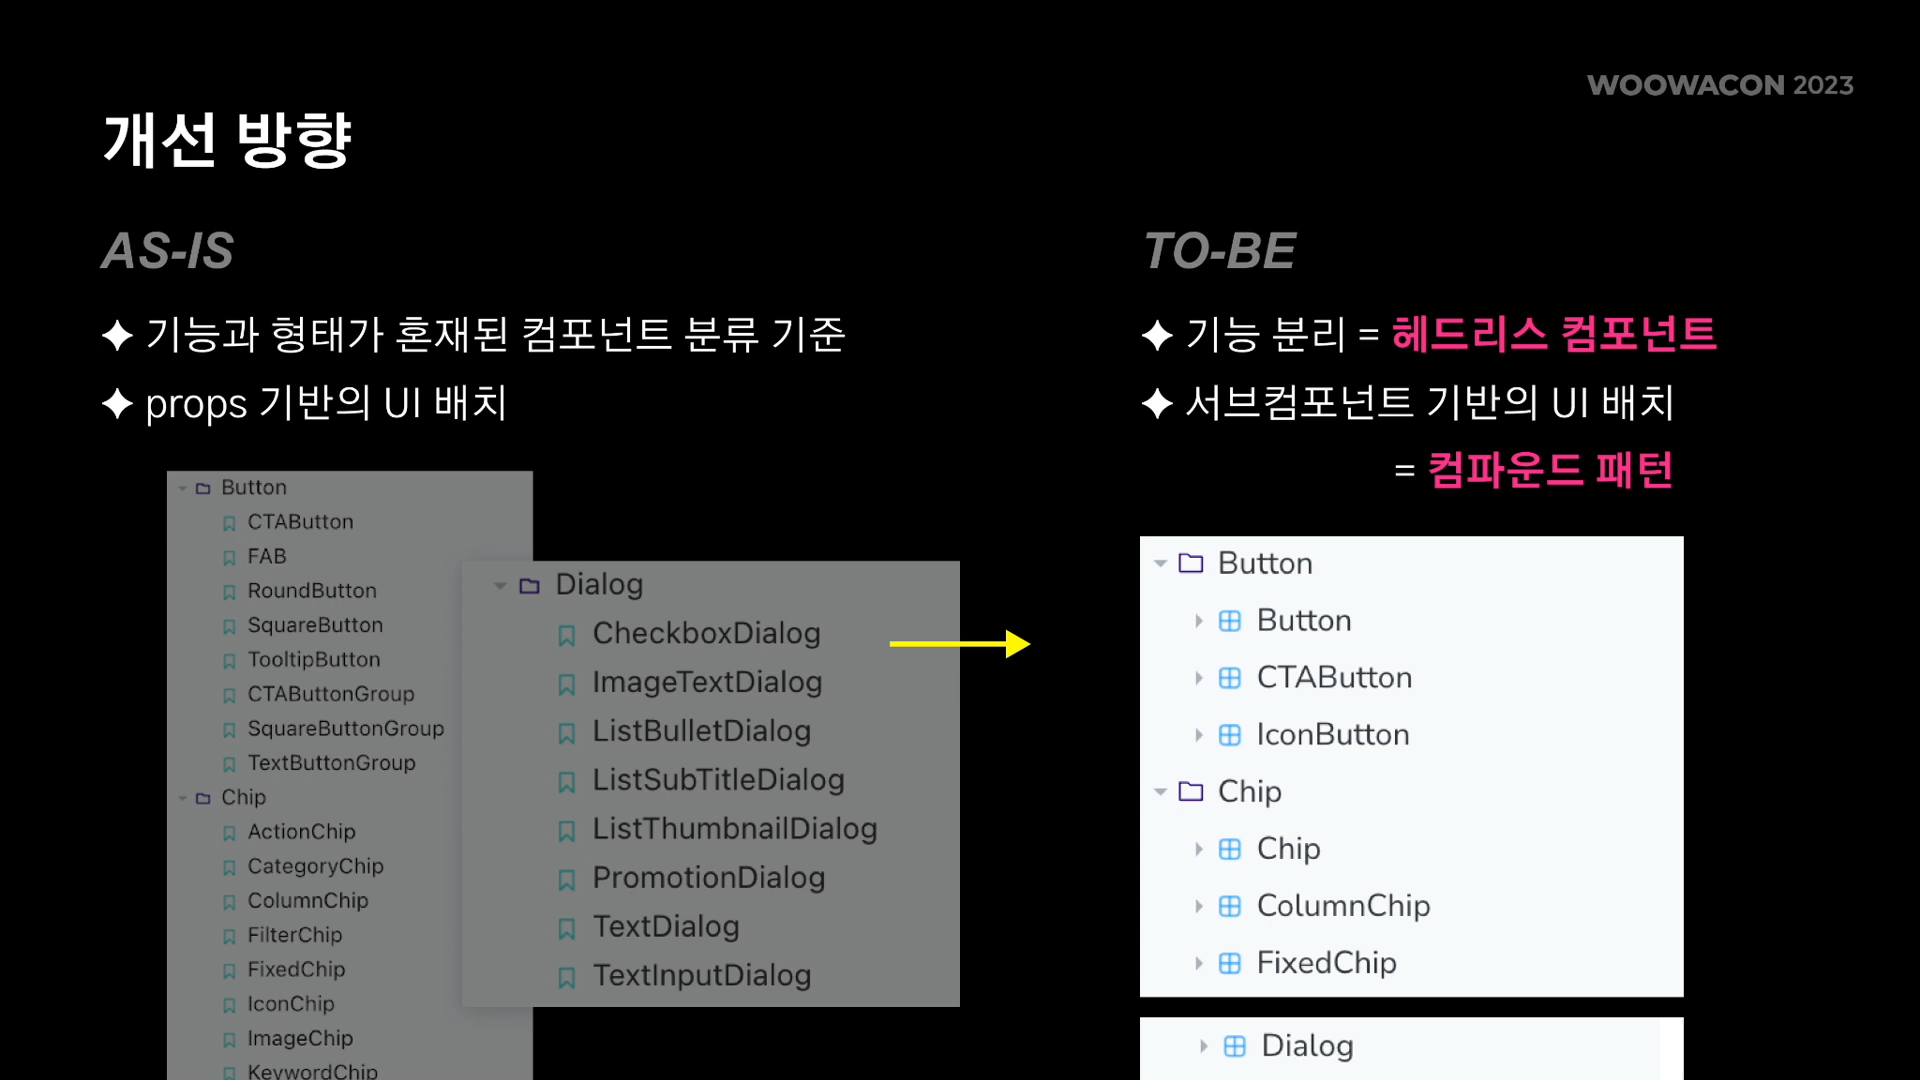 WOOWACON 2023
개선 방향
AS-IS
✦ 기능과 형태가 혼재된 컴포넌트 분류 기준
✦ props 기반의 UI 배치
Button
CTAButton
FAB
RoundButton
SquareButton
TooltipButton
CTAButtonGroup
SquareButtonGroup
TextButtonGroup
Chip
ActionChip
CategoryChip
ColumnChip
FilterChip
FixedChip
IconChip
ImageChip
KeywordChip
Dialog
CheckboxDialog
ImageTextDialog
ListBulletDialog
ListSubTitleDialog
ListThumbnailDialog
PromotionDialog
TextDialog
TextInputDialog
TO-BE
✦ 기능 분리 = 헤드리스 컴포넌트
✦ 서브컴포넌트 기반의 UI 배치
= 컴파운드 패턴
Button
Button
CTAButton
IconButton
Chip
Chip
ColumnChip
FixedChip
Dialog